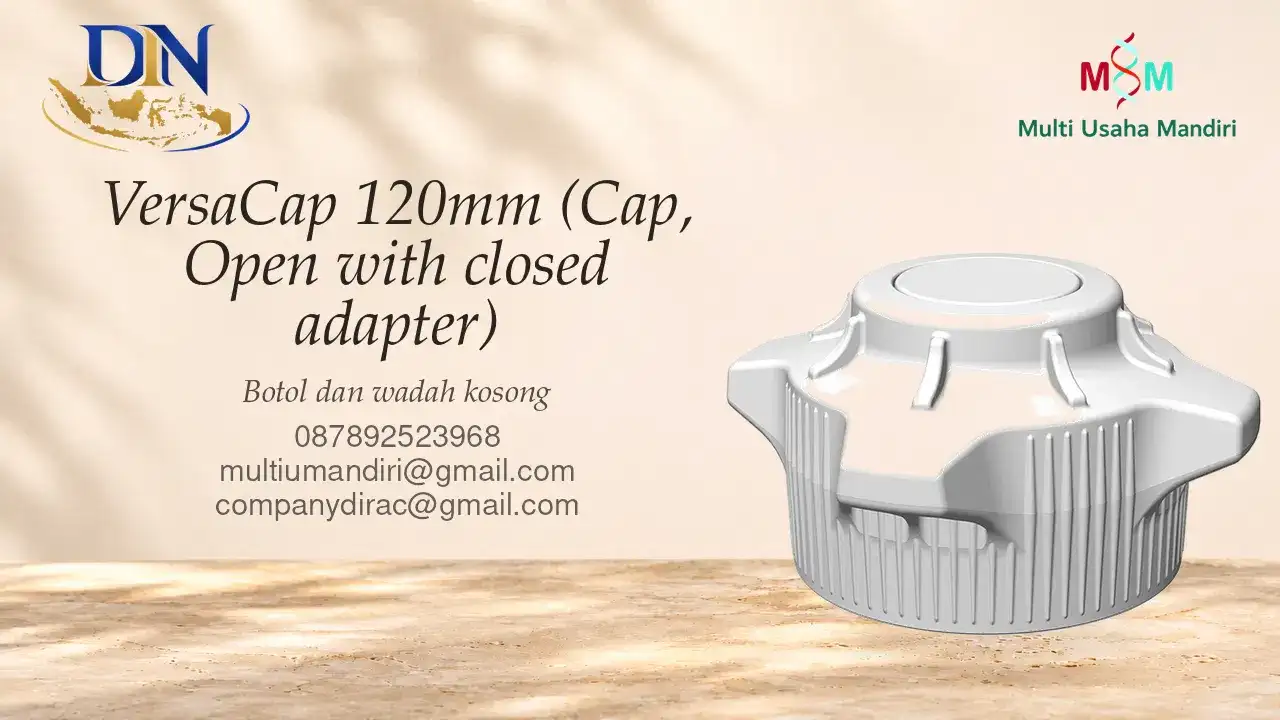 DIN
MSM
Multi Usaha Mandiri
VersaCap 120mm (Cap,
Open with closed
adapter)
Botol dan wadah kosong
087892523968
multiumandiri@gmail.com
companydirac@gmail.com